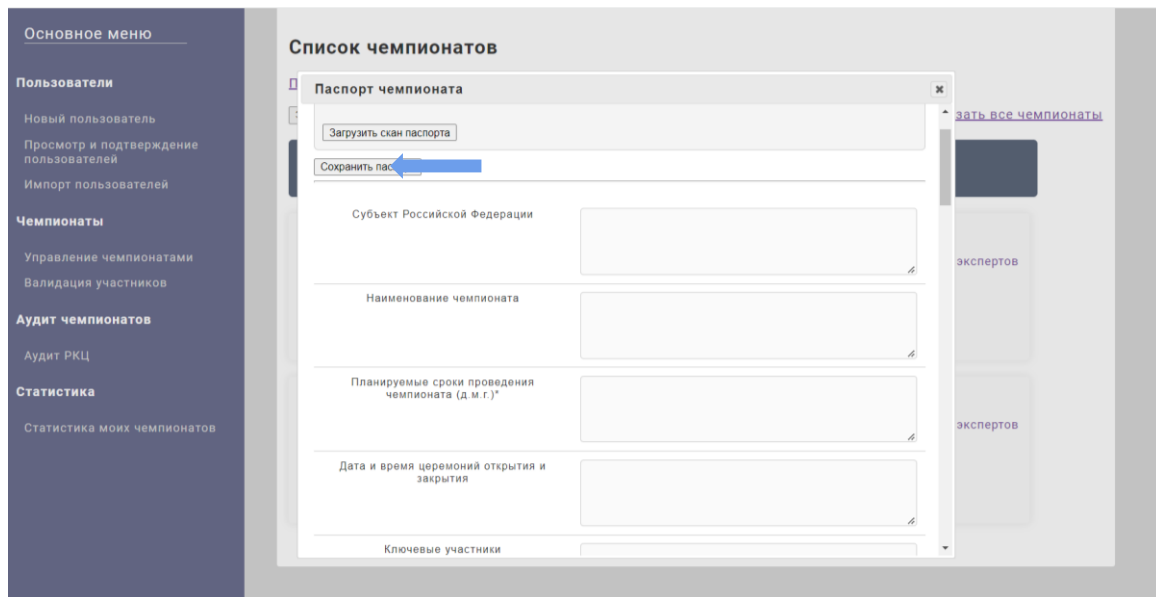 Основное меню
Пользователи
Новый пользователь
Просмотр и подтверждение
пользователей
Импорт пользователей
Чемпионаты
Управление чемпионатами
Валидация участников
Аудит чемпионатов
Аудит РКЦ
Статистика
Статистика моих чемпионатов
Список чемпионатов
Паспорт чемпионата
Загрузить скан паспорта
Сохранить
Субъект Российской Федерации
Наименование чемпионата
Планируемые сроки проведения
чемпионата (д.м.г.)*
Дата и время церемоний открытия и
закрытия
Ключевые участники
все чемпионаты
экспертов
экспертов